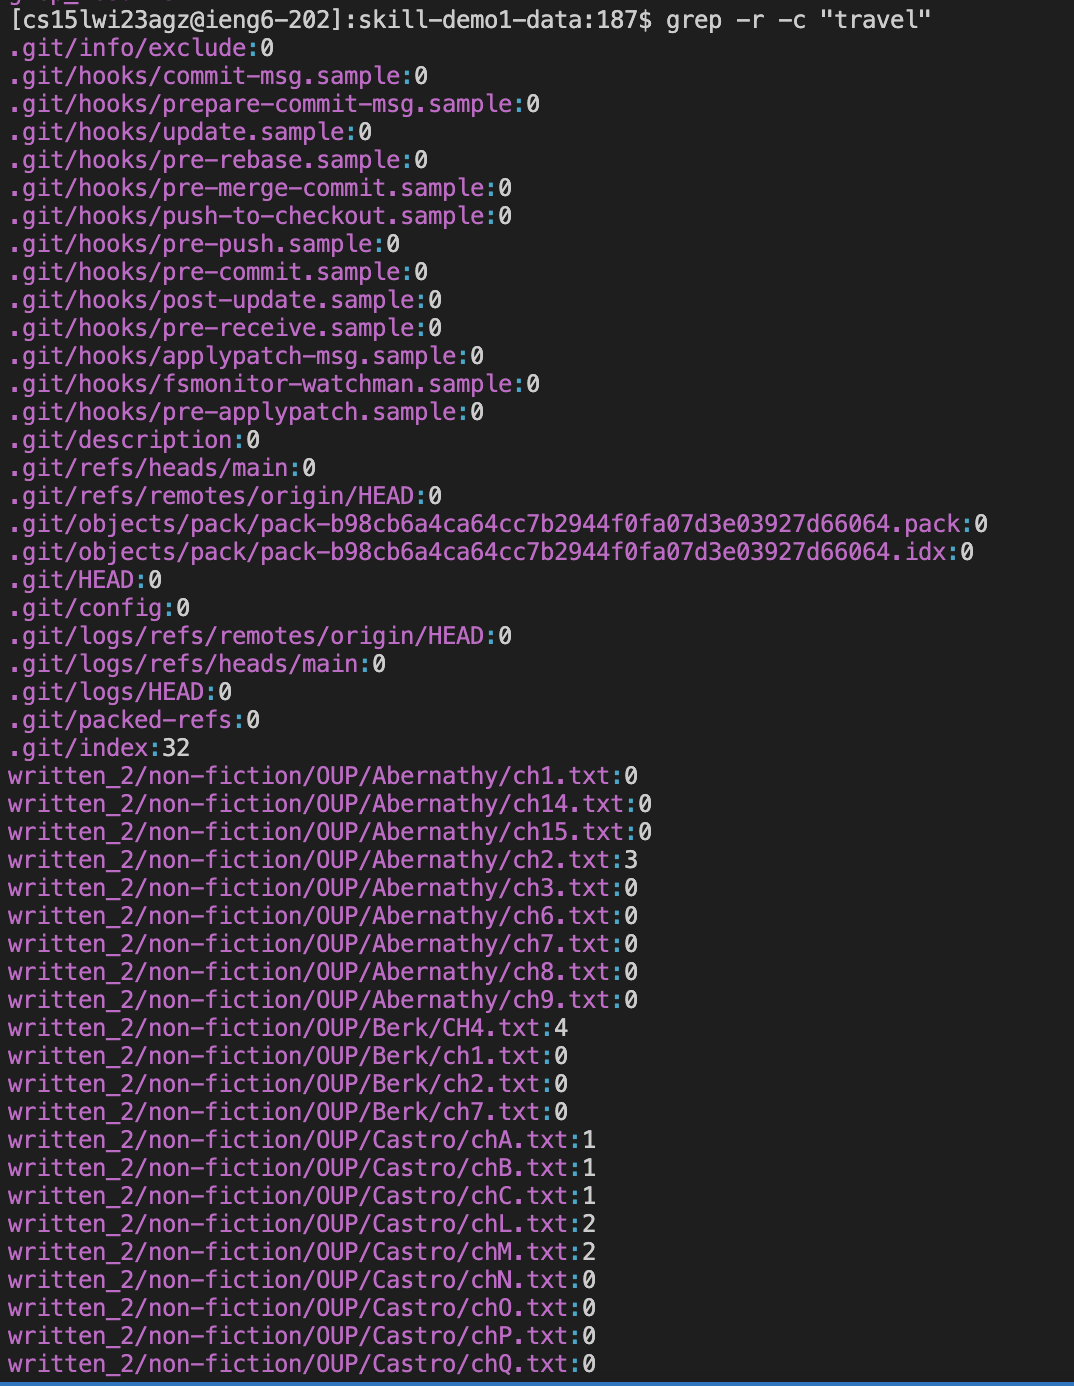 [cs15lwi23agz@ieng6-202]:skill-demo1-data:187$ grep -r -c "travel"
.git/info/exclude:0
.git/hooks/commit-msg.sample:0
.git/hooks/prepare-commit-msg.sample:0
.git/hooks/update.sample:0
.git/hooks/pre-rebase.sample:0
.git/hooks/pre-merge-commit.sample:0
.git/hooks/push-to-checkout.sample:0
.git/hooks/pre-push.sample:0
.git/hooks/pre-commit.sample:0
.git/hooks/post-update.sample:0
.git/hooks/pre-receive.sample:0
.git/hooks/applypatch-msg.sample:0
.git/hooks/fsmonitor-watchman.sample:0
.git/hooks/pre-applypatch.sample:0
.git/description:0
.git/refs/heads/main:0
.git/refs/remotes/origin/HEAD:0
.git/objects/pack/pack-b98cb6a4ca64cc7b2944f0fa07d3e03927d66064.pack:0
.git/objects/pack/pack-b98cb6a4ca64cc7b2944f0fa07d3e03927d66064.idx:0
.git/HEAD:0
.git/config:0
.git/logs/refs/remotes/origin/HEAD:0
.git/logs/refs/heads/main:0
.git/logs/HEAD:0
.git/packed-refs:0
.git/index:32
written_2/non-fiction/OUP/Abernathy/ch1.txt:0
written_2/non-fiction/OUP/Abernathy/ch14.txt:0
written_2/non-fiction/OUP/Abernathy/ch15.txt:0
written_2/non-fiction/OUP/Abernathy/ch2.txt:3
written_2/non-fiction/OUP/Abernathy/ch3.txt:0
written_2/non-fiction/OUP/Abernathy/ch6.txt:0
written_2/non-fiction/OUP/Abernathy/ch7.txt:0
written_2/non-fiction/OUP/Abernathy/ch8.txt:0
written_2/non-fiction/OUP/Abernathy/ch9.txt:0
written_2/non-fiction/OUP/Berk/CH4.txt:4
written_2/non-fiction/OUP/Berk/ch1.txt:0
written_2/non-fiction/OUP/Berk/ch2.txt:0
written_2/non-fiction/OUP/Berk/ch7.txt:0
written_2/non-fiction/OUP/Castro/chA.txt:1
written_2/non-fiction/OUP/Castro/chB.txt:1
written_2/non-fiction/OUP/Castro/chC.txt:1
written_2/non-fiction/OUP/Castro/chL.txt:2
written_2/non-fiction/OUP/Castro/chM.txt:2
written_2/non-fiction/OUP/Castro/chN.txt:0
written_2/non-fiction/OUP/Castro/chO.txt:0
written_2/non-fiction/OUP/Castro/chP.txt:0
written_2/non-fiction/OUP/Castro/chQ.txt:0